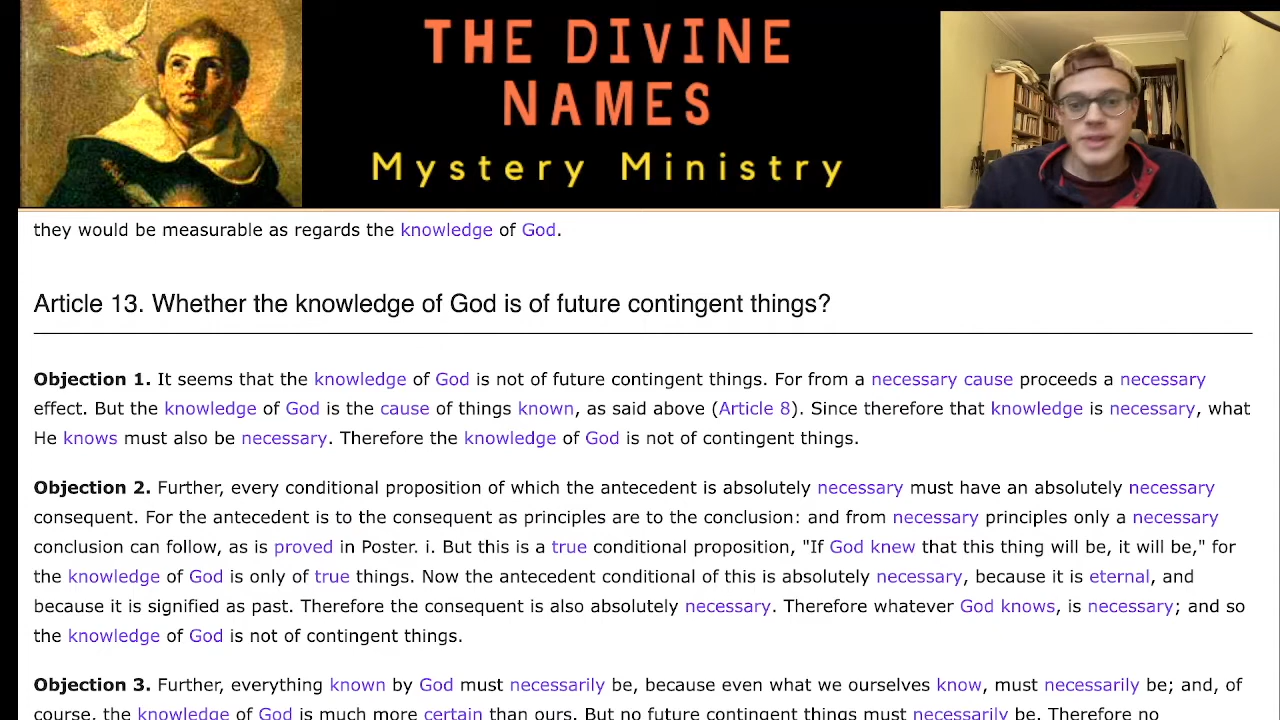 THE DIVINE
NAMES
Mystery Ministry
they would be measurable as regards the knowledge of God.
Article 13. Whether the knowledge of God is of future contingent things?
Objection 1. It seems that the knowledge of God is not of future contingent things. For from a necessary cause proceeds a necessary
effect. But the knowledge of God is the cause of things known, as said above (Article 8). Since therefore that knowledge is necessary, what
He knows must also be necessary. Therefore the knowledge of God is not of contingent things.
Objection 2. Further, every conditional proposition of which the antecedent is absolutely necessary must have an absolutely necessary
consequent. For the antecedent is to the consequent as principles are to the conclusion: and from necessary principles only a necessary
conclusion can follow, as is proved in Poster. i. But this is a true conditional proposition, "If God knew that this thing will be, it will be," for
the knowledge of God is only of true things. Now the antecedent conditional of this is absolutely necessary, because it is eternal, and
because it is signified as past. Therefore the consequent is also absolutely necessary. Therefore whatever God knows, is necessary; and so
the knowledge of God is not of contingent things.
Objection 3. Further, everything known by God must necessarily be, because even what we ourselves know, must necessarily be; and, of
course, the knowledge of God is much more certain than ours. But no future contingent things must necessarily be. Therefore no